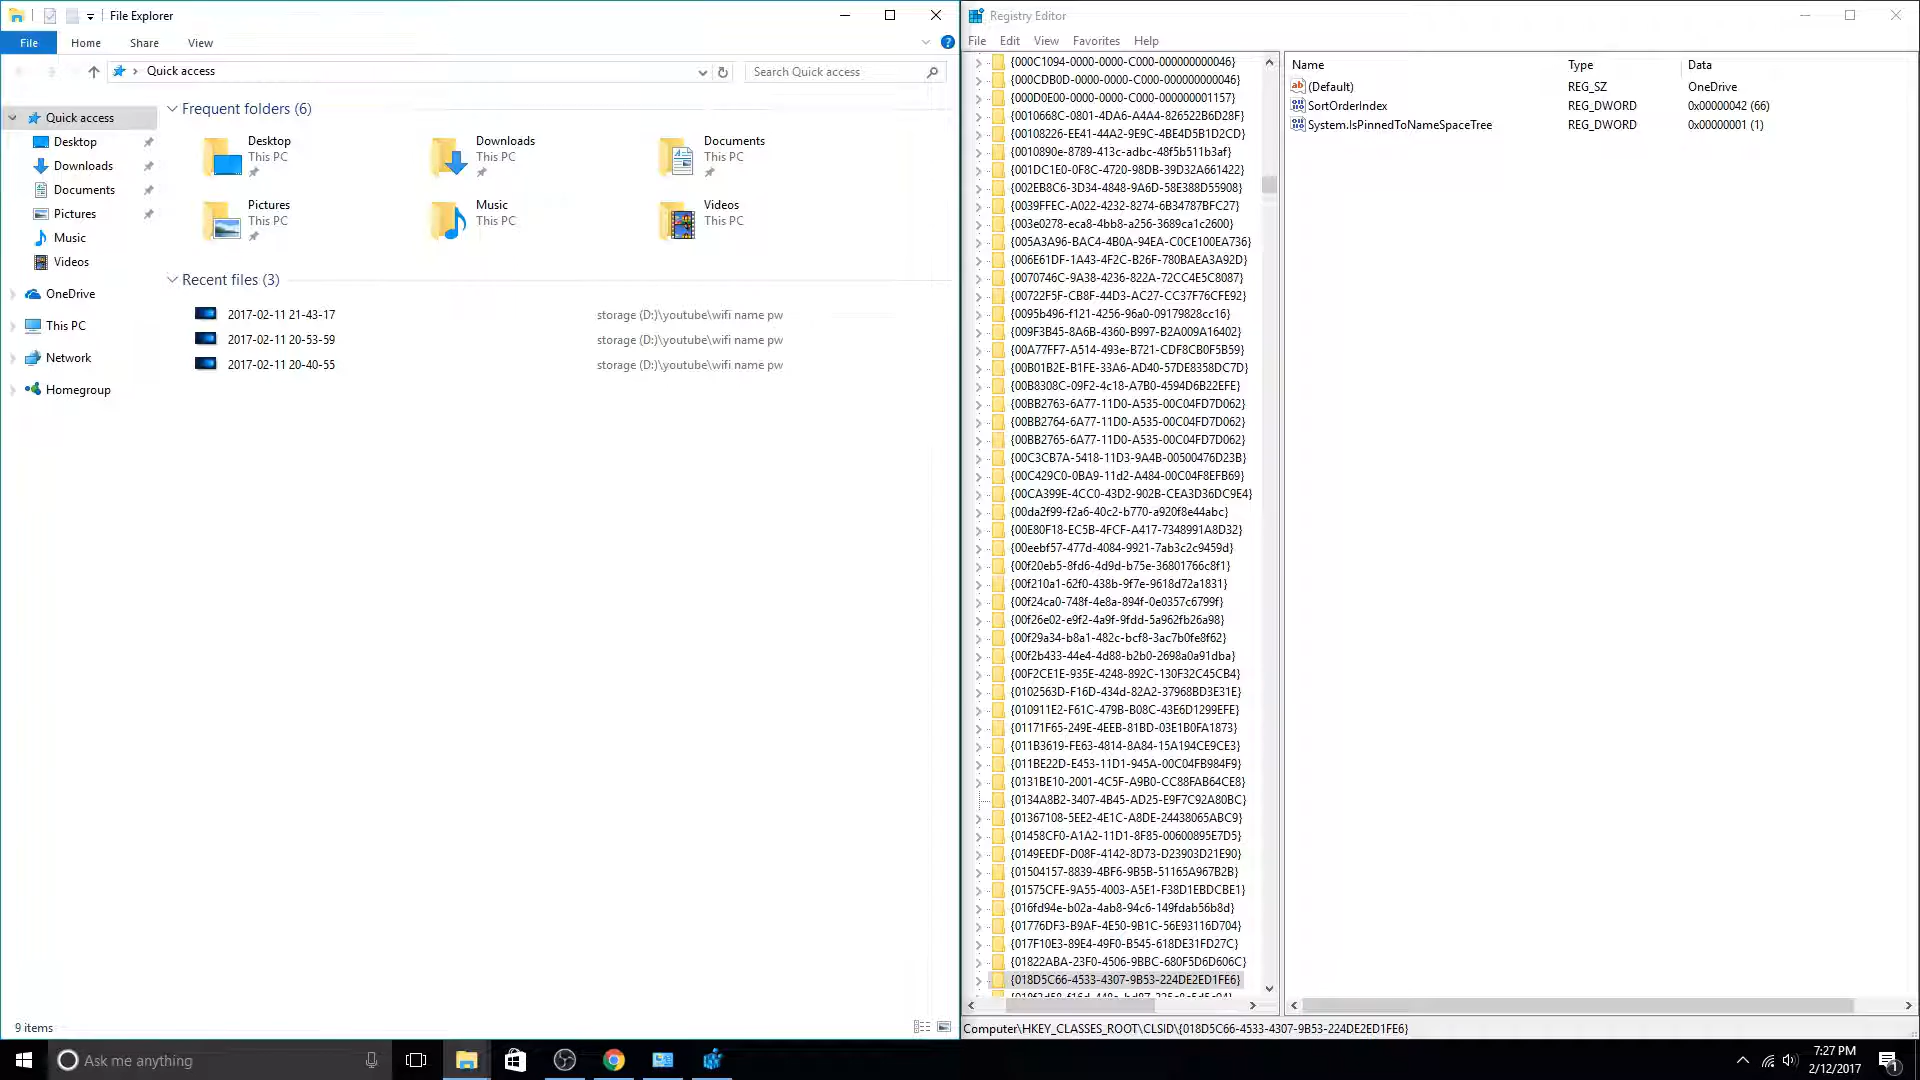 File Explorer
File
Home
Share
View
Quick access
Search Quick access
Quick access
Desktop
Downloads
Documents
Pictures
Music
Videos
OneDrive
This PC
Network
Homegroup
Frequent folders (6)
Desktop
This PC
Downloads
This PC
Documents
This PC
Pictures
This PC
Music
This PC
Videos
This PC
Recent files (3)
2017-02-11 21-43-17 storage (D:)\youtube\wifi name pw
2017-02-11 20-53-59 storage (D:)\youtube\wifi name pw
2017-02-11 20-40-55 storage (D:)\youtube\wifi name pw
9 items
Registry Editor
File Edit View Favorites Help
{000C1094-0000-0000-C000-000000000046}
{000CDB0D-0000-0000-C000-000000000046}
{000D0E00-0000-0000-C000-000000001157}
{0010668C-0801-4DA6-A4A4-826522B6D28F}
{00108226-EE41-44A2-9E9C-4BE4D5B1D2CD}
{0010890e-8789-413c-adbc-48f5b511b3af}
{001DC1E0-0F8C-4720-98DB-39D32A661422}
{002EB8C6-3D34-4848-9A6D-58E388D55908}
{0039FFEC-A022-4232-8274-6B34787BFC27}
{003e0278-eca8-4bb8-a256-3689ca1c2600}
{005A3A96-BAC4-4B0A-94EA-C0CE100EA736}
{006E61DF-1A43-4F2C-B26F-780BAEA3A92D}
{0070746C-9A38-4236-822A-72CC4E5C8087}
{00722F5F-CB8F-44D3-AC27-CC37F76CFE92}
{0095b496-f121-4256-96a0-09179828cc16}
{009F3B45-8A6B-4360-B997-B2A009A16402}
{00A77FF7-A514-493e-B721-CDF8CB0F5B59}
{00B01B2E-B1FE-33A6-AD40-57DE8358DC7D}
{00B8308C-09F2-4c18-A7B0-4594D6B22EFE}
{00BB2763-6A77-11D0-A535-00C04FD7D062}
{00BB2764-6A77-11D0-A535-00C04FD7D062}
{00BB2765-6A77-11D0-A535-00C04FD7D062}
{00C3CB7A-5418-11D3-9A4B-00500476D23B}
{00C429C0-0BA9-11d2-A484-00C04F8EFB69}
{00CA399E-4CC0-43D2-902B-CEA3D36DC9E4}
{00da2f99-f2a6-40c2-b770-a920f8e44abc}
{00E80F18-EC5B-4FCF-A417-7348991A8D32}
{00eebf57-477d-4084-9921-7ab3c2c9459d}
{00f20eb5-8fd6-4d9d-b75e-36801766c8f1}
{00f210a1-62f0-438b-9f7e-9618d72a1831}
{00f24ca0-748f-4e8a-894f-0e0357c6799f}
{00f26e02-e9f2-4a9f-9fdd-5a962fb26a98}
{00f29a34-b8a1-482c-bcf8-3ac7b0fe8f62}
{00f2b433-44e4-4d88-b2b0-2698a0a91dba}
{00F2CE1E-935E-4248-892C-130F32C45CB4}
{0102563D-F16D-434d-82A2-37968BD3E31E}
{010911E2-F61C-479B-B08C-43E6D1299EFE}
{01171F65-249E-4EEB-81BD-03E1B0FA1873}
{011B3619-FE63-4814-8A84-15A194CE9CE3}
{011BE22D-E453-11D1-945A-00C04FB984F9}
{0131BE10-2001-4C5F-A9B0-CC88FAB64CE8}
{0134A8B2-3407-4B45-AD25-E9F7C92A80BC}
{01367108-5EE2-4E1C-A8DE-24438065ABC9}
{01458CF0-A1A2-11D1-8F85-00600895E7D5}
{0149EEDF-D08F-4142-8D73-D23903D21E90}
{01504157-8839-4BF6-9B5B-51165A967B2B}
{01575CFE-9A55-4003-A5E1-F38D1EBDCBE1}
{016fd94e-b02a-4ab8-94c6-149fdab56b8d}
{01776DF3-B9AF-4E50-9B1C-56E93116D704}
{017F10E3-89E4-49F0-B545-618DE31FD27C}
{01822ABA-23F0-4506-9BBC-680F5D6D606C}
{018D5C66-4533-4307-9B53-224DE2ED1FE6}
Name Type Data
(Default) REG_SZ OneDrive
SortOrderIndex REG_DWORD 0x00000042 (66)
System.IsPinnedToNameSpaceTree REG_DWORD 0x00000001 (1)
Computer\HKEY_CLASSES_ROOT\CLSID\{018D5C66-4533-4307-9B53-224DE2ED1FE6}
Ask me anything
7:27 PM
2/12/2017
1